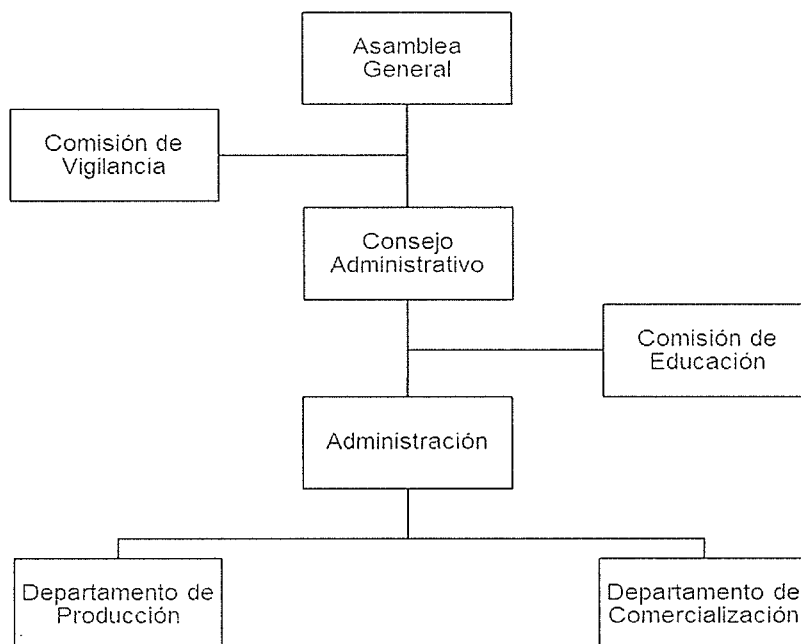 Asamblea
General
Comisión de
Vigilancia
Consejo
Administrativo
Comisión de
Educación
Administración
Departamento de
Producción
Departamento de
Comercialización